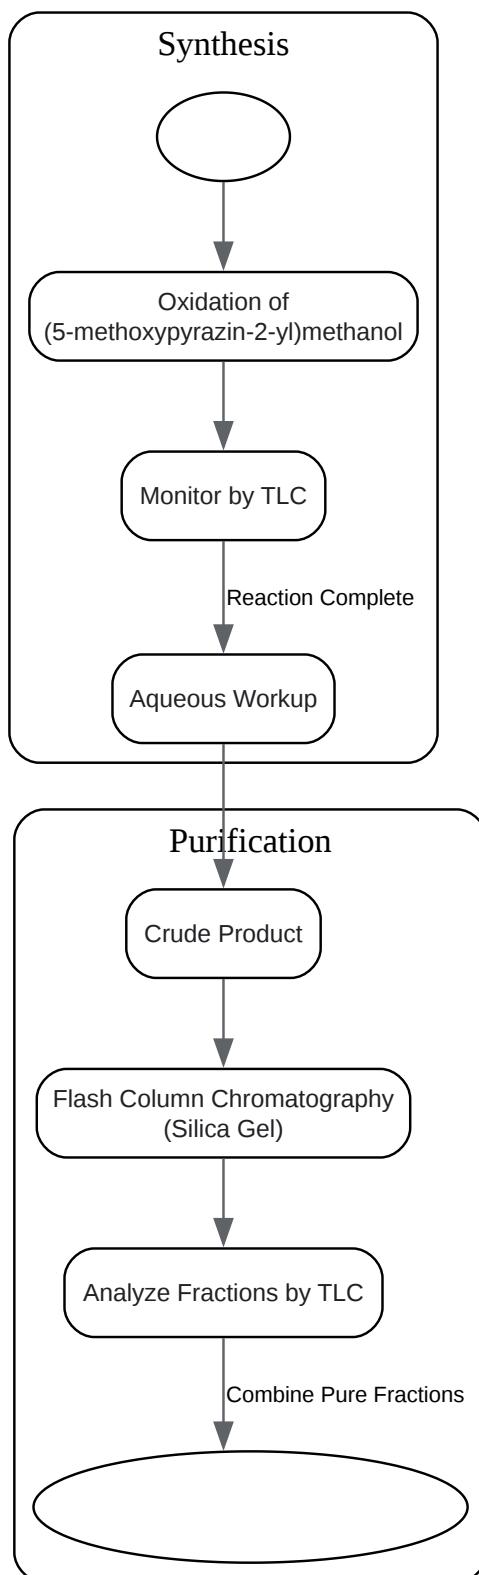 Synthesis
Oxidation of
(5-methoxypyrazin-2-yl)methanol
Monitor by TLC
Reaction Complete
Aqueous Workup
Purification
Crude Product
Flash Column Chromatography
(Silica Gel)
Analyze Fractions by TLC
Combine Pure Fractions